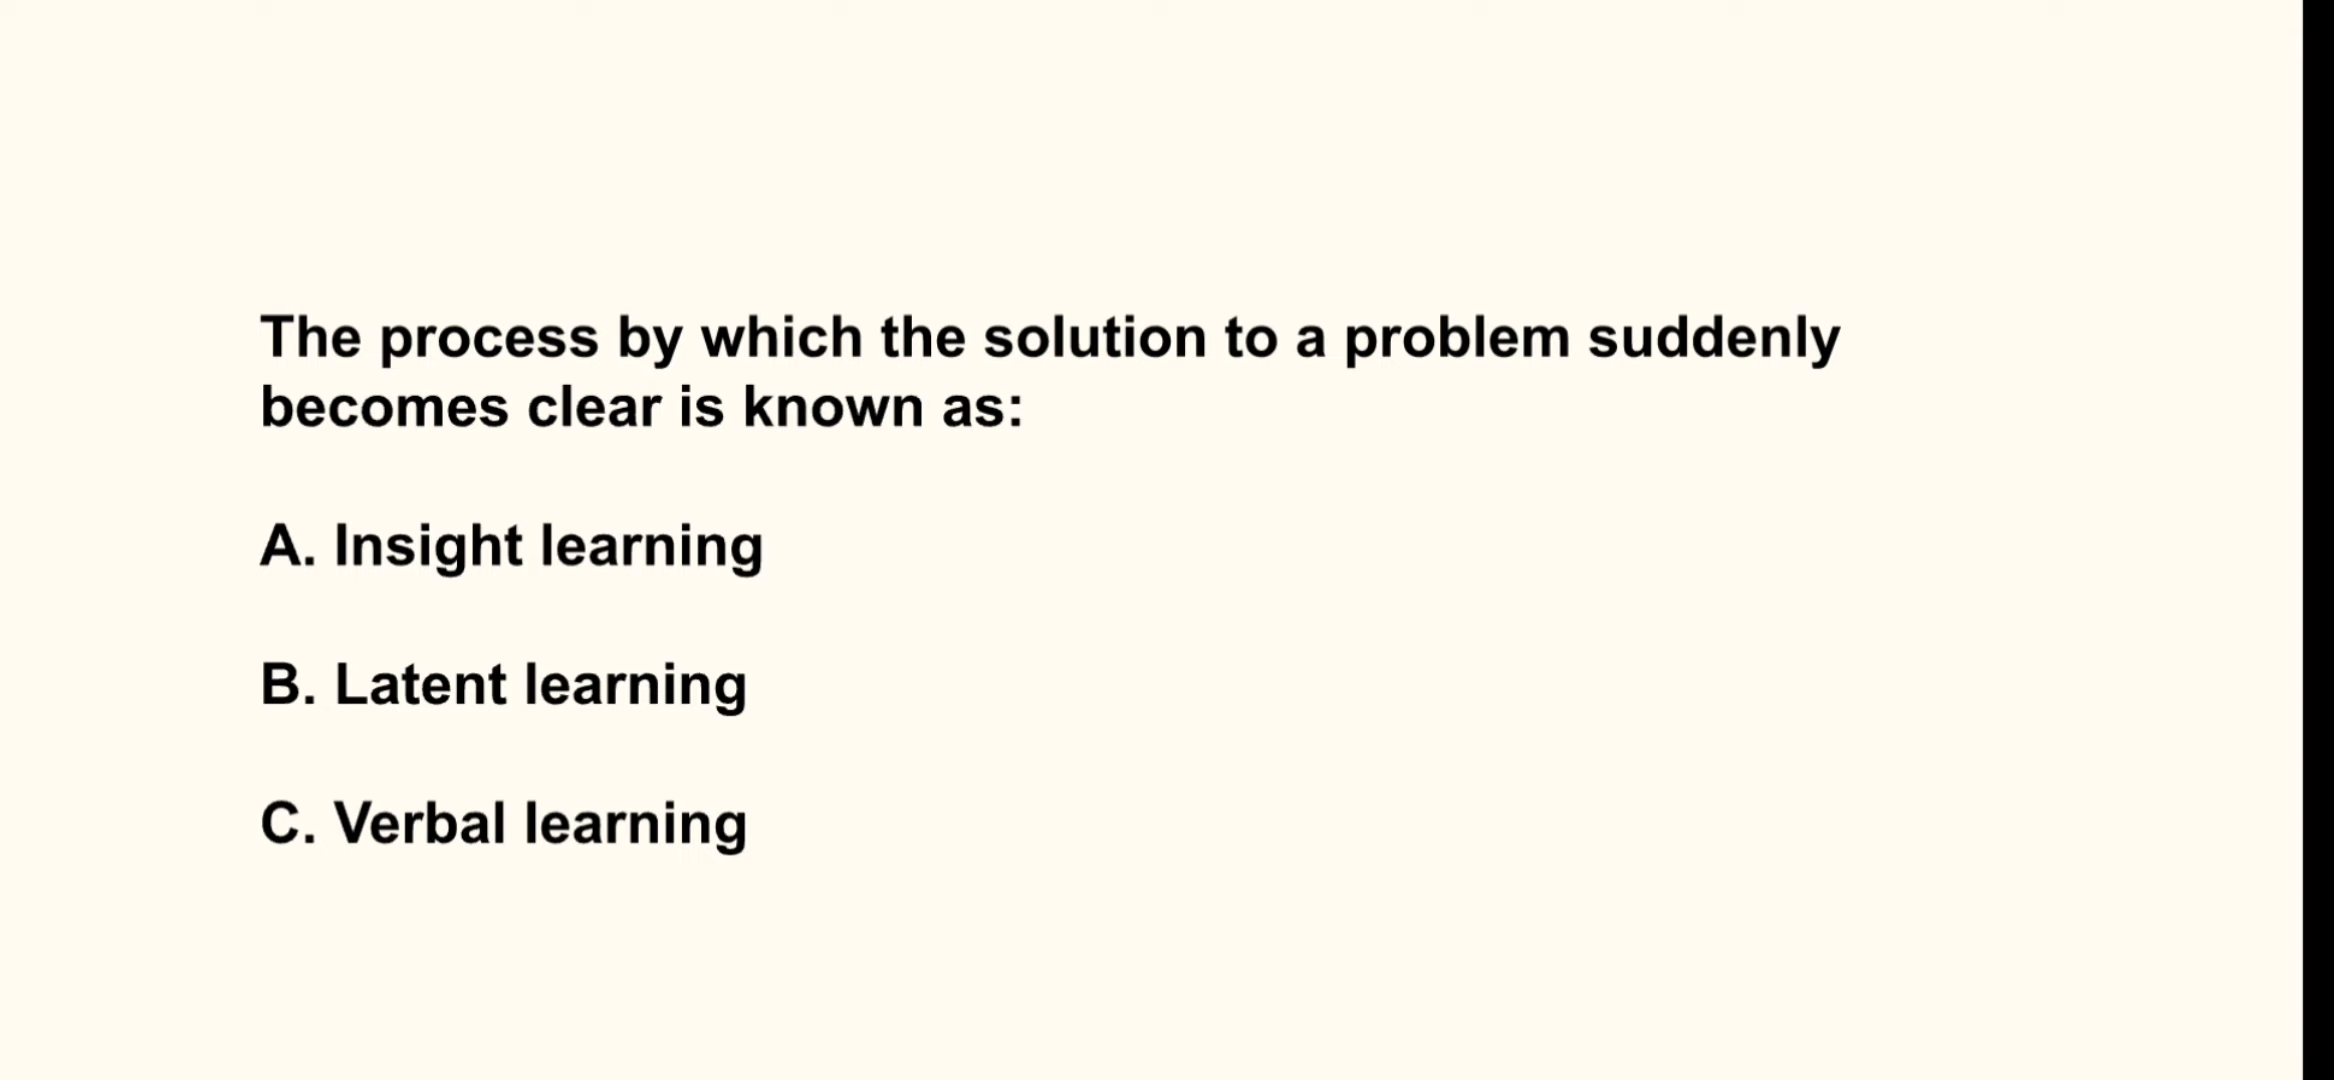 The process by which the solution to a problem suddenly
becomes clear is known as:
A. Insight learning
B. Latent learning
C. Verbal learning